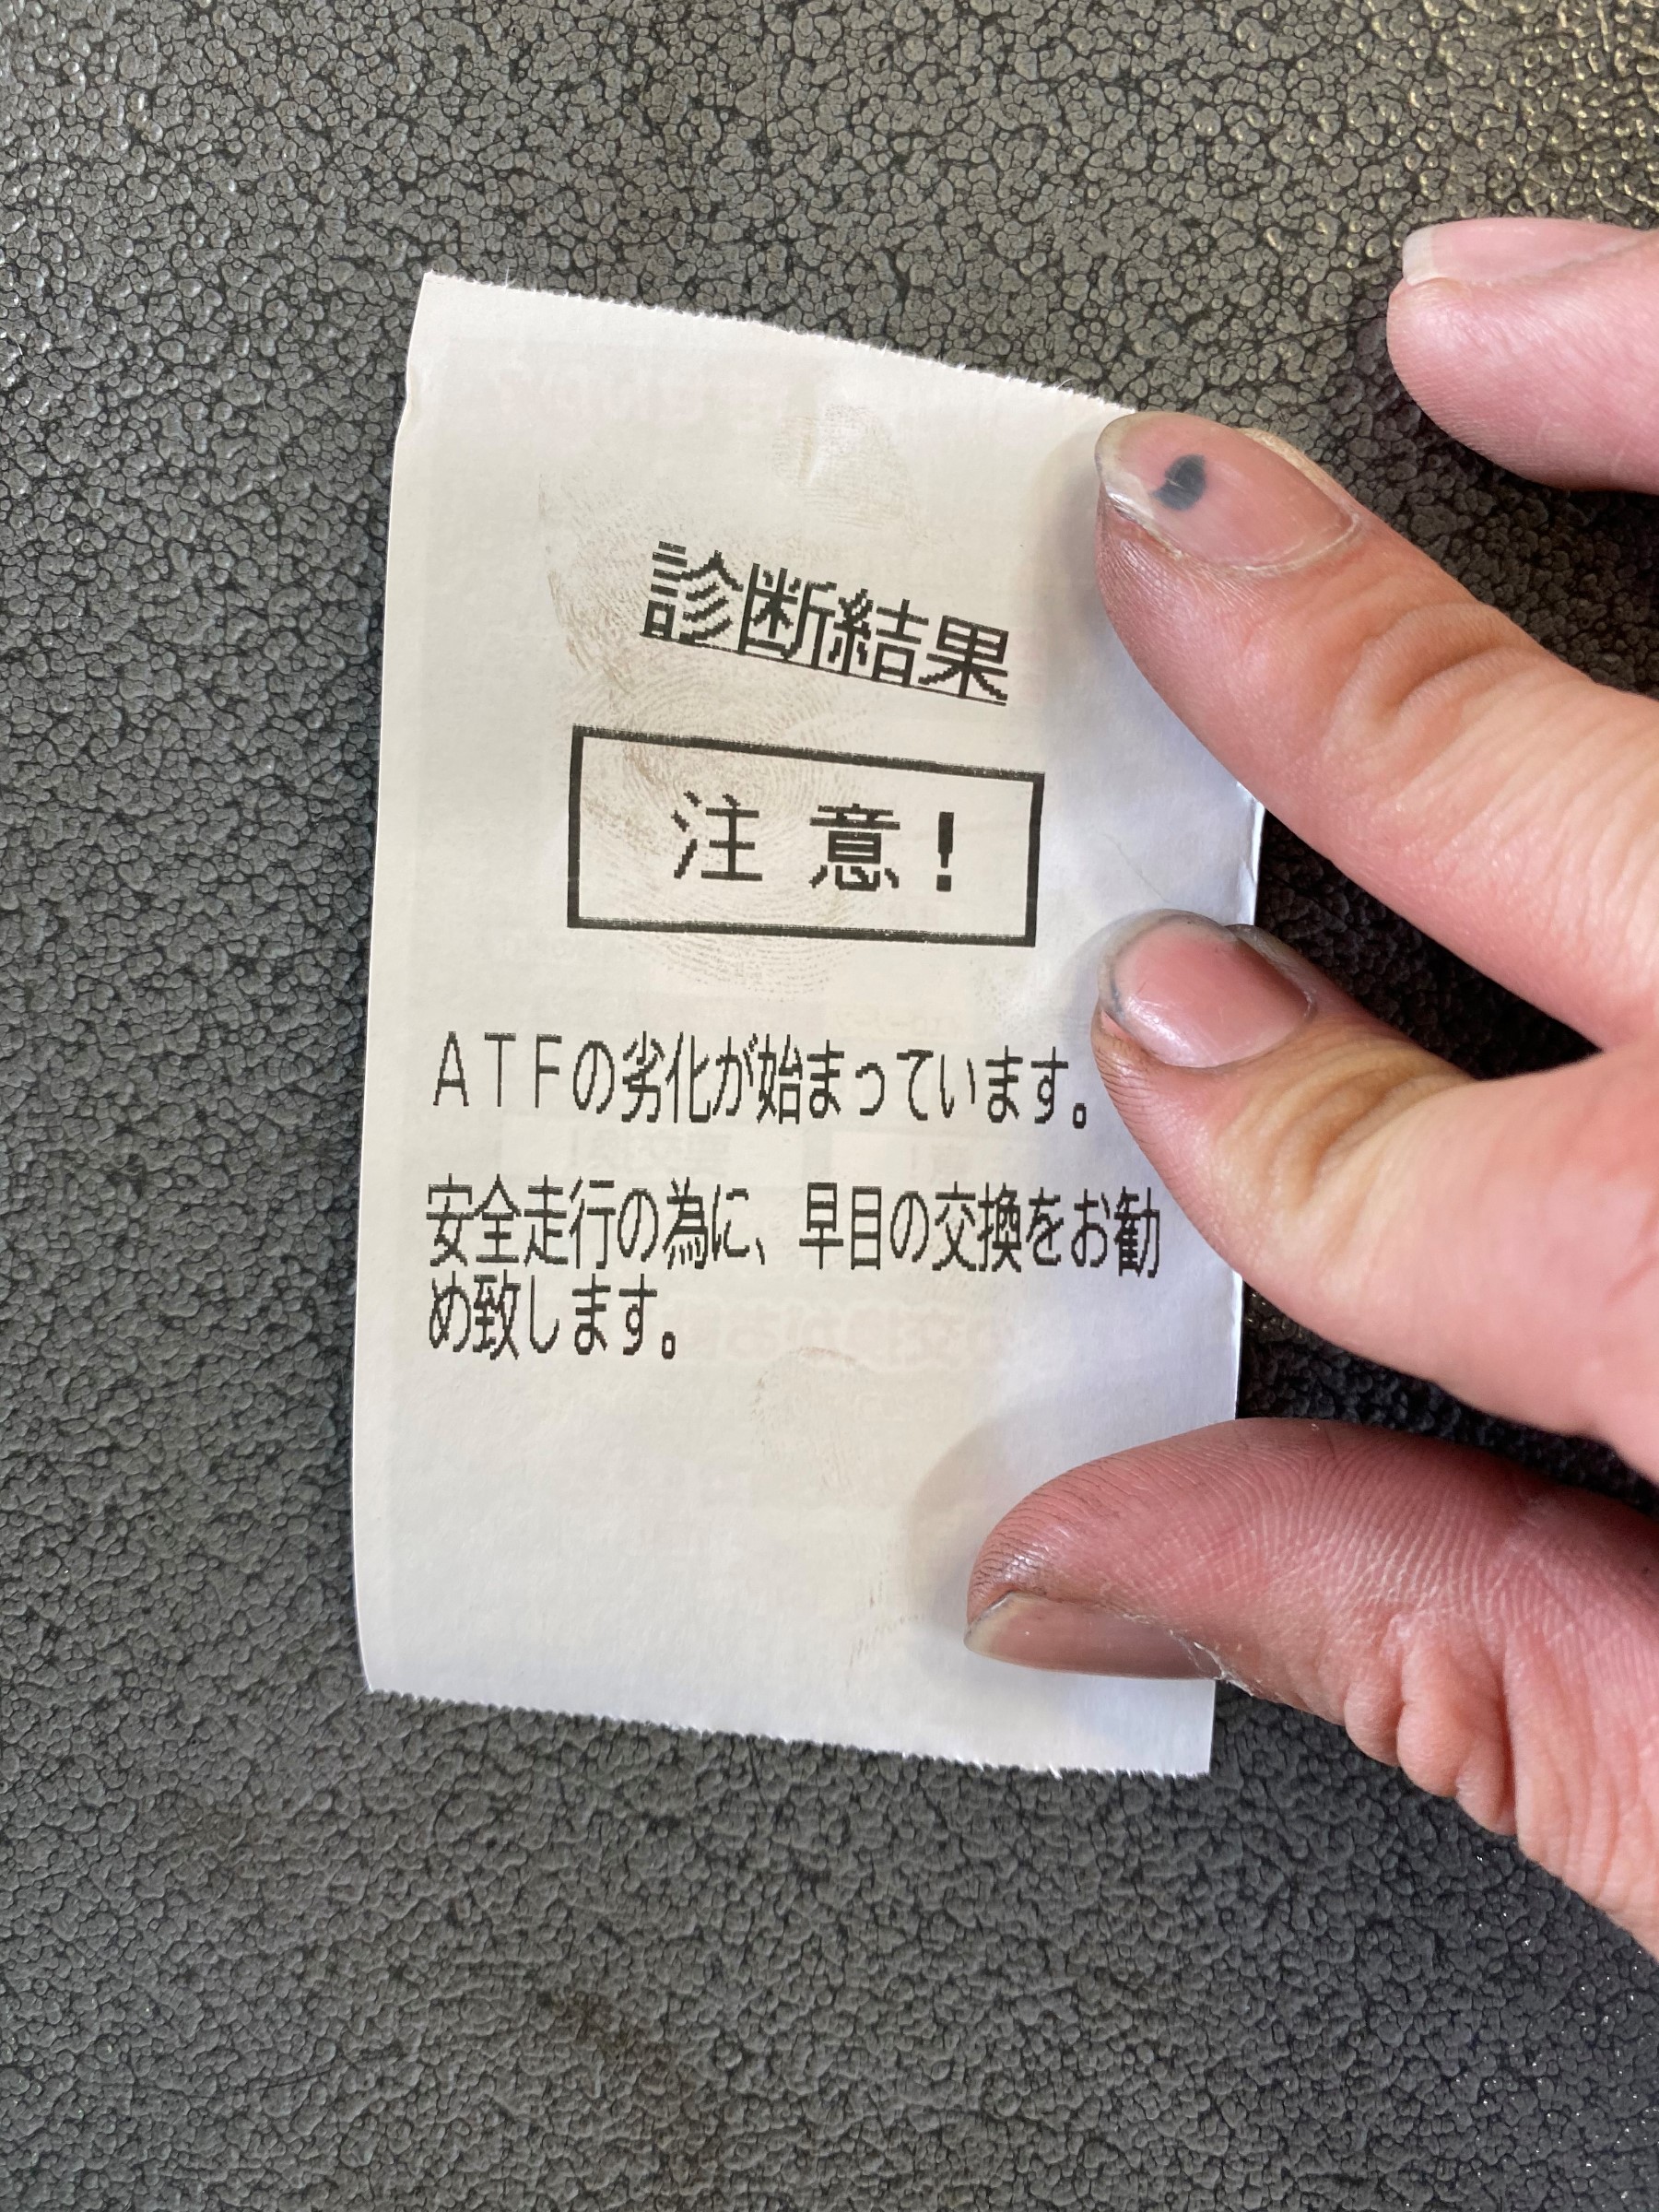 診断結果
注意!
ATFの劣化が始まっています。
安全走行の為に、早目の交換をお勧
め致します。